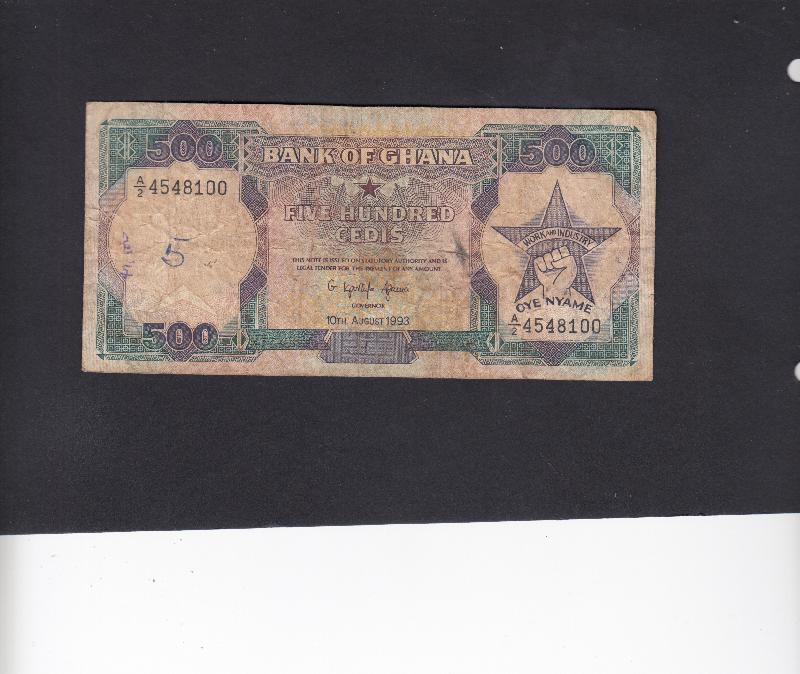 500 500
BANK OF GHANA
A/2 4548100
FIVE HUNDRED
CEDIS
WORK AND INDUSTRY
THIS NOTE IS ISSUED ON STATUTORY AUTHORITY AND IS
LEGAL TENDER FOR THE PAYMENT OF ANY AMOUNT
GOVERNOR
OYE NYAME
10TH AUGUST 1993
A/2 4548100
500